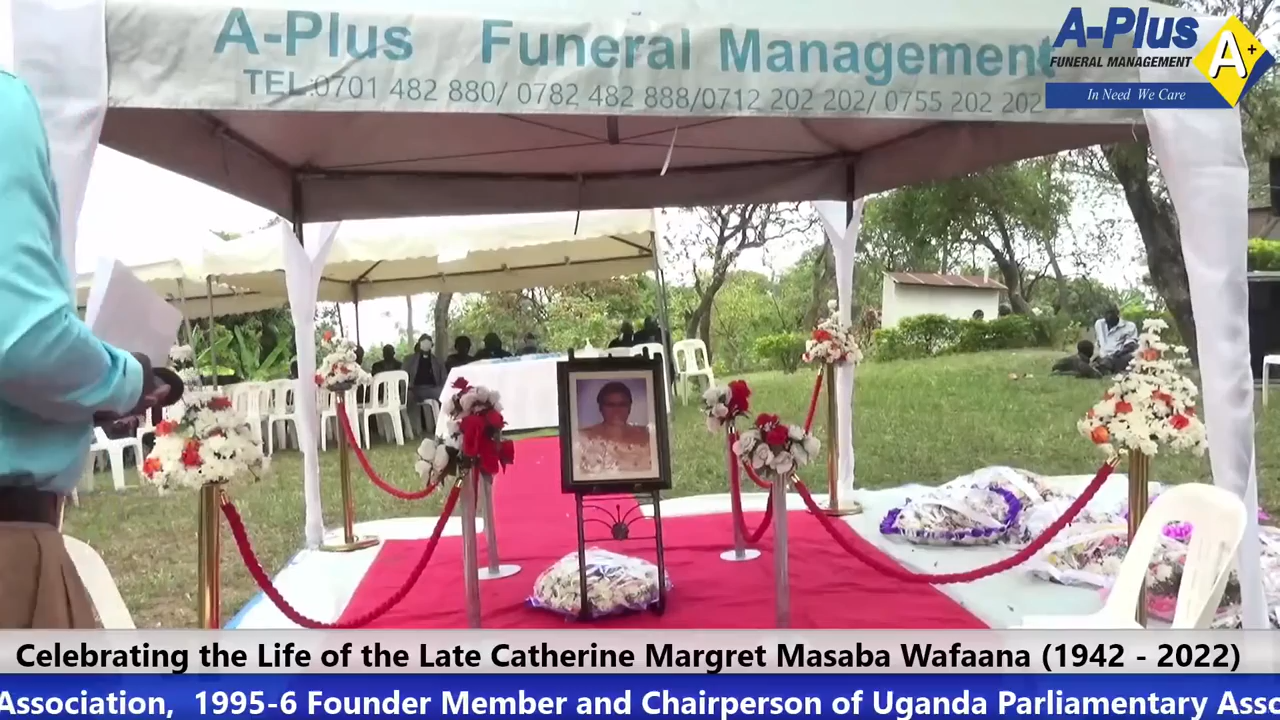 A-Plus Funeral Management
TEL:0701 482 880/ 0782 482 888/0712 202 202/ 0755 202 202
A-Plus
FUNERAL MANAGEMENT
A+
In Need We Care
Celebrating the Life of the Late Catherine Margret Masaba Wafaana (1942 - 2022)
Association, 1995-6 Founder Member and Chairperson of Uganda Parliamentary Asso